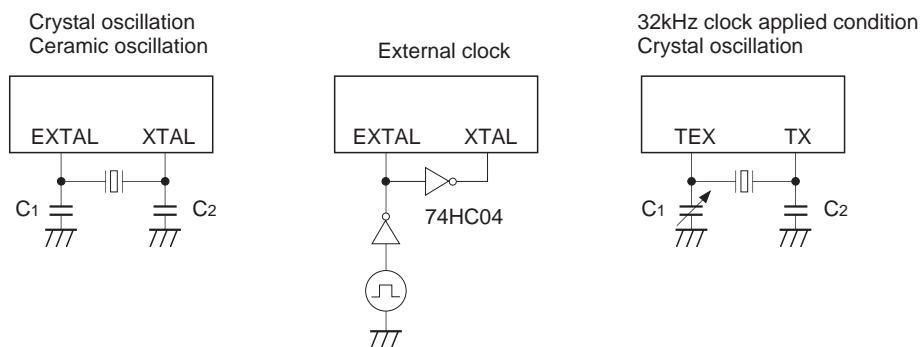 Crystal oscillation
Ceramic oscillation
EXTAL XTAL
C1 C2
External clock
EXTAL XTAL
74HC04
32kHz clock applied condition
Crystal oscillation
TEX TX
C1 C2